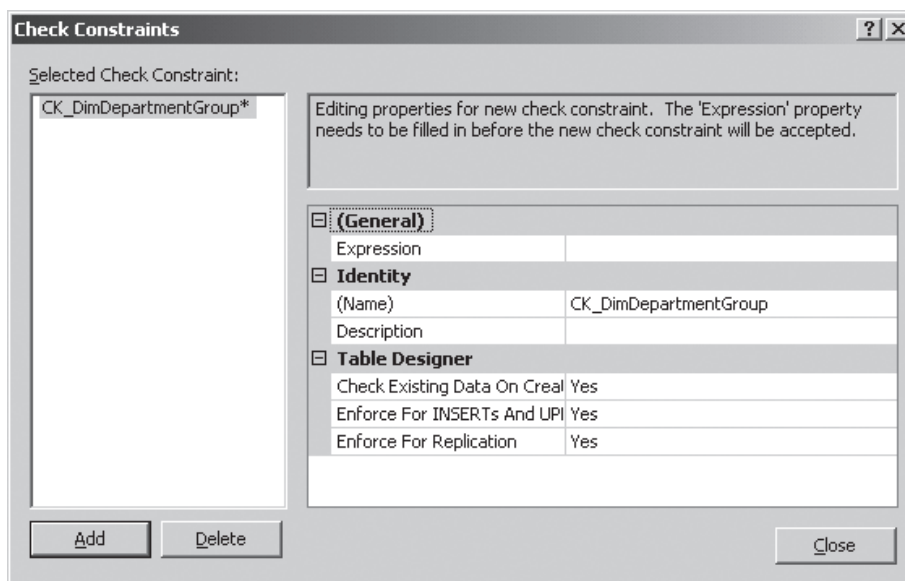 Check Constraints
Selected Check Constraint:
CK_DimDepartmentGroup*
Editing properties for new check constraint. The 'Expression' property
needs to be filled in before the new check constraint will be accepted.
(General)
Expression
Identity
(Name) CK_DimDepartmentGroup
Description
Table Designer
Check Existing Data On Creat Yes
Enforce For INSERTs And UPI Yes
Enforce For Replication Yes
Add Delete
Close